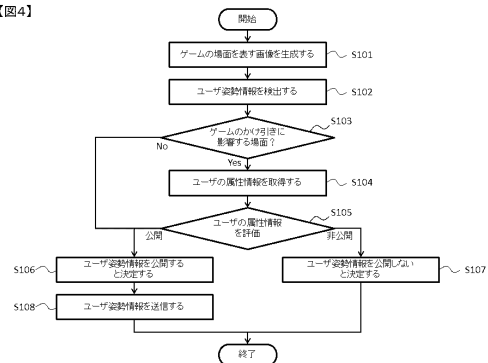 【図4】
開始
ゲームの場面を表す画像を生成する
S101
ユーザ姿勢情報を検出する
S102
S103
ゲームのかけ引きに
影響する場面？
No
Yes
ユーザの属性情報を取得する
S104
S105
ユーザの属性情報
を評価
公開
非公開
S106
ユーザ姿勢情報を公開する
と決定する
ユーザ姿勢情報を公開しない
と決定する
S107
S108
ユーザ姿勢情報を送信する
終了